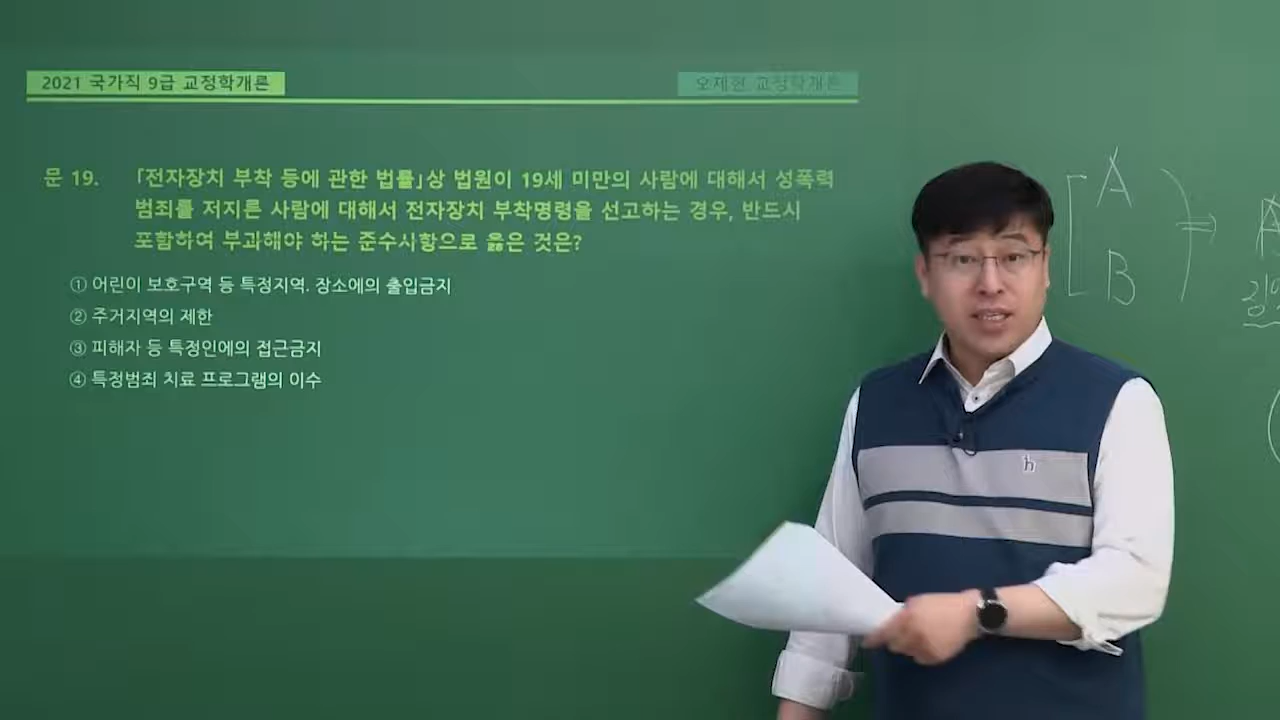 2021 국가직 9급 교정학개론
오제현 교정학개론
문 19. 「전자장치 부착 등에 관한 법률」상 법원이 19세 미만의 사람에 대해서 성폭력
범죄를 저지른 사람에 대해서 전자장치 부착명령을 선고하는 경우, 반드시
포함하여 부과해야 하는 준수사항으로 옳은 것은?
① 어린이 보호구역 등 특정지역. 장소에의 출입금지
② 주거지역의 제한
③ 피해자 등 특정인에의 접근금지
④ 특정범죄 치료 프로그램의 이수
A
B
⇒
h